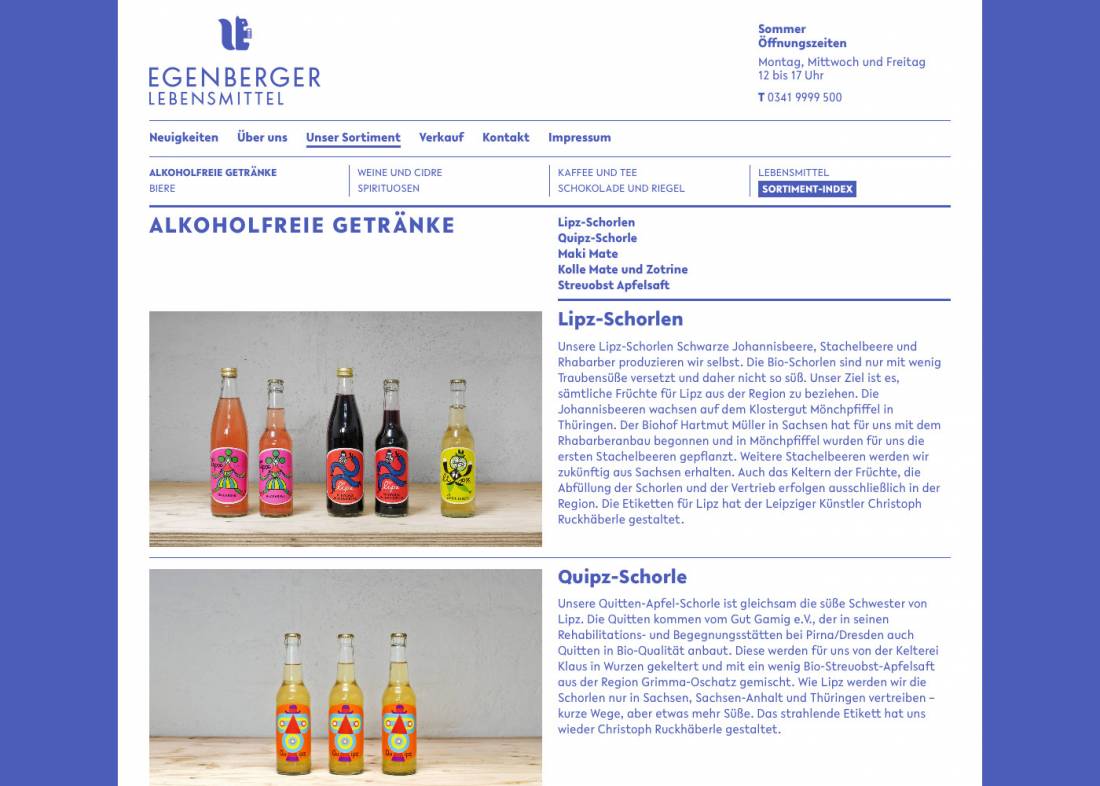 EGENBERGER
LEBENSMITTEL
Sommer
Öffnungszeiten
Montag, Mittwoch und Freitag
12 bis 17 Uhr
T 0341 9999 500
Neuigkeiten Über uns Unser Sortiment Verkauf Kontakt Impressum
ALKOHOLFREIE GETRÄNKE
BIERE
WEINE UND CIDRE
SPIRITUOSEN
KAFFEE UND TEE
SCHOKOLADE UND RIEGEL
LEBENSMITTEL
SORTIMENT-INDEX
ALKOHOLFREIE GETRÄNKE
Lipz-Schorlen
Quipz-Schorle
Maki Mate
Kolle Mate und Zotrine
Streuobst Apfelsaft
Lipz-Schorlen
Unsere Lipz-Schorlen Schwarze Johannisbeere, Stachelbeere und
Rhabarber produzieren wir selbst. Die Bio-Schorlen sind nur mit wenig
Traubensüße versetzt und daher nicht so süß. Unser Ziel ist es,
sämtliche Früchte für Lipz aus der Region zu beziehen. Die
Johannisbeeren wachsen auf dem Klostergut Mönchpfiffel in
Thüringen. Der Biohof Hartmut Müller in Sachsen hat für uns mit dem
Rhabarberanbau begonnen und in Mönchpfiffel wurden für uns die
ersten Stachelbeeren gepflanzt. Weitere Stachelbeeren werden wir
zukünftig aus Sachsen erhalten. Auch das Keltern der Früchte, die
Abfüllung der Schorlen und der Vertrieb erfolgen ausschließlich in der
Region. Die Etiketten für Lipz hat der Leipziger Künstler Christoph
Ruckhäberle gestaltet.
Quipz-Schorle
Unsere Quitten-Apfel-Schorle ist gleichsam die süße Schwester von
Lipz. Die Quitten kommen vom Gut Gamig e.V., der in seinen
Rehabilitations- und Begegnungsstätten bei Pirna/Dresden auch
Quitten in Bio-Qualität anbaut. Diese werden für uns von der Kelterei
Klaus in Wurzen gekeltert und mit ein wenig Bio-Streuobst-Apfelsaft
aus der Region Grimma-Oschatz gemischt. Wie Lipz werden wir die
Schorlen nur in Sachsen, Sachsen-Anhalt und Thüringen vertreiben –
kurze Wege, aber etwas mehr Süße. Das strahlende Etikett hat uns
wieder Christoph Ruckhäberle gestaltet.